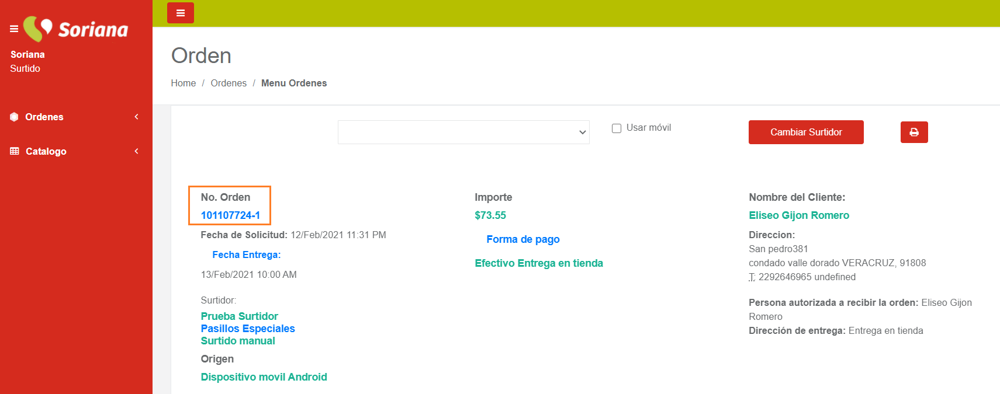 Soriana
Soriana
Surtido
Ordenes
Catalogo
Orden
Home / Ordenes / Menu Ordenes
Usar móvil
Cambiar Surtidor
No. Orden
101107724-1
Fecha de Solicitud: 12/Feb/2021 11:31 PM
Fecha Entrega:
13/Feb/2021 10:00 AM
Surtidor:
Prueba Surtidor
Pasillos Especiales
Surtido manual
Origen
Dispositivo movil Android
Importe
$73.55
Forma de pago
Efectivo Entrega en tienda
Nombre del Cliente:
Eliseo Gijon Romero
Direccion:
San pedro381
condado valle dorado VERACRUZ, 91808
T: 2292646965 undefined
Persona autorizada a recibir la orden: Eliseo Gijon
Romero
Dirección de entrega: Entrega en tienda